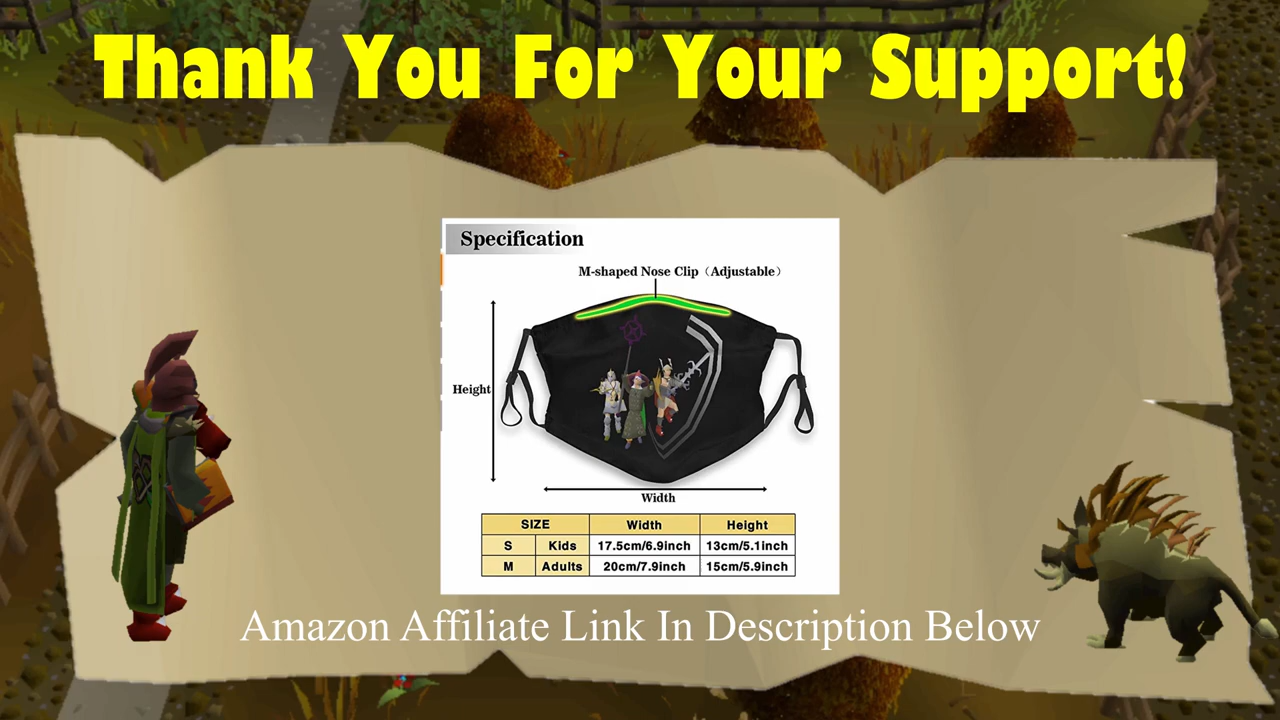 Thank You For Your Support!
Specification
M-shaped Nose Clip（Adjustable）
Height
Width
SIZE Width Height
S Kids 17.5cm/6.9inch 13cm/5.1inch
M Adults 20cm/7.9inch 15cm/5.9inch
Amazon Affiliate Link In Description Below